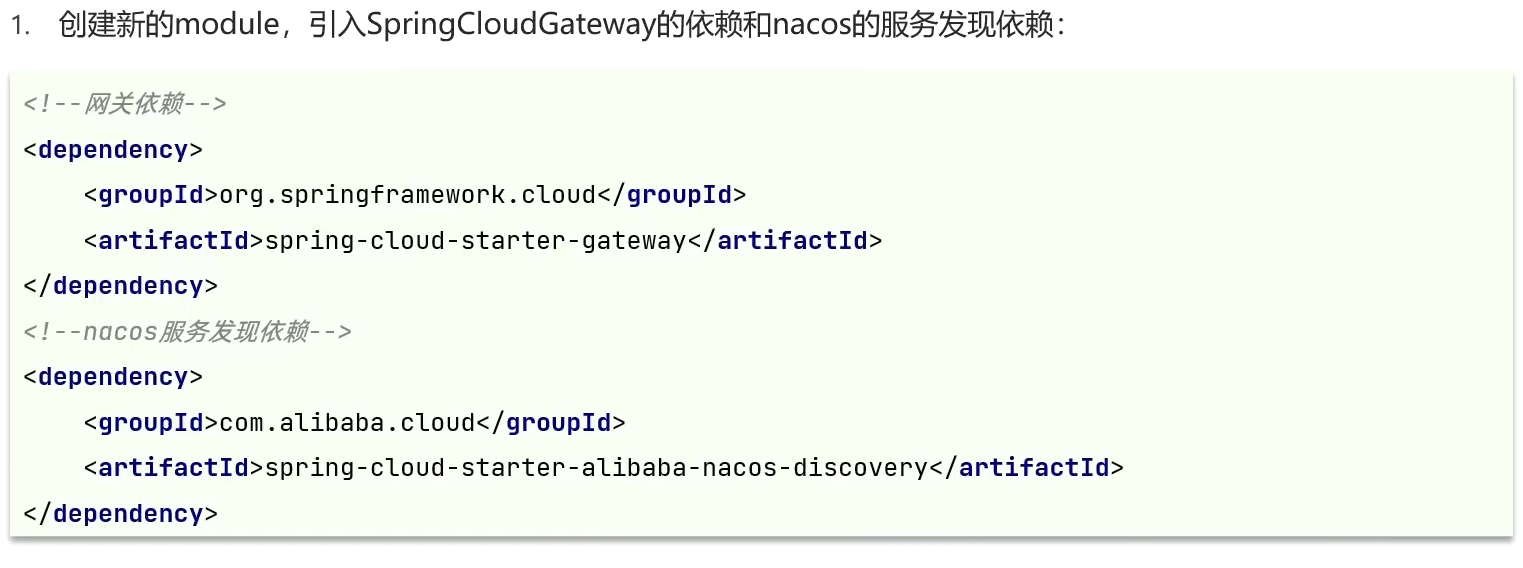 1. 创建新的module，引入SpringCloudGateway的依赖和nacos的服务发现依赖：
<!--网关依赖-->
<dependency>
    <groupId>org.springframework.cloud</groupId>
    <artifactId>spring-cloud-starter-gateway</artifactId>
</dependency>
<!--nacos服务发现依赖-->
<dependency>
    <groupId>com.alibaba.cloud</groupId>
    <artifactId>spring-cloud-starter-alibaba-nacos-discovery</artifactId>
</dependency>